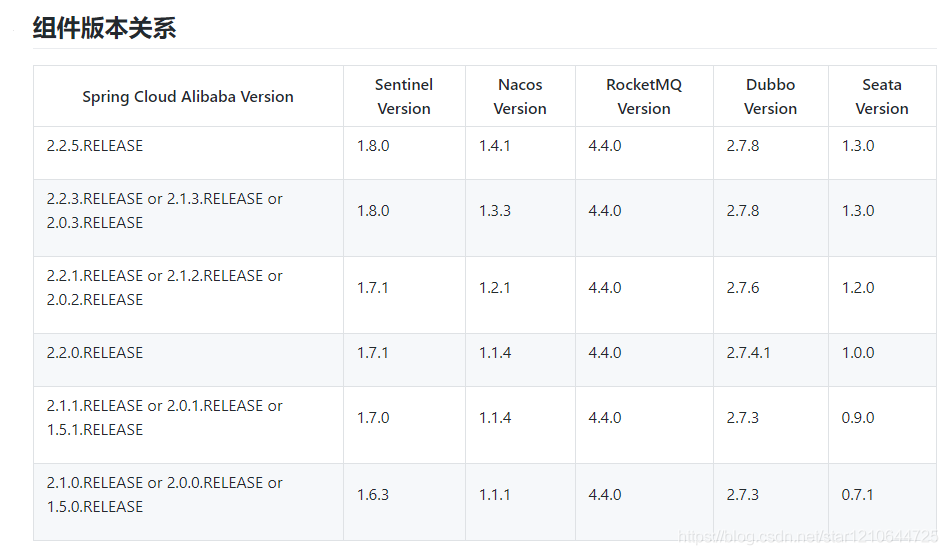 组件版本关系
Spring Cloud Alibaba Version
Sentinel
Version
Nacos
Version
RocketMQ
Version
Dubbo
Version
Seata
Version
2.2.5.RELEASE
1.8.0
1.4.1
4.4.0
2.7.8
1.3.0
2.2.3.RELEASE or 2.1.3.RELEASE or
2.0.3.RELEASE
1.8.0
1.3.3
4.4.0
2.7.8
1.3.0
2.2.1.RELEASE or 2.1.2.RELEASE or
2.0.2.RELEASE
1.7.1
1.2.1
4.4.0
2.7.6
1.2.0
2.2.0.RELEASE
1.7.1
1.1.4
4.4.0
2.7.4.1
1.0.0
2.1.1.RELEASE or 2.0.1.RELEASE or
1.5.1.RELEASE
1.7.0
1.1.4
4.4.0
2.7.3
0.9.0
2.1.0.RELEASE or 2.0.0.RELEASE or
1.5.0.RELEASE
1.6.3
1.1.1
4.4.0
2.7.3
0.7.1
https://blog.csdn.net/star1210644725